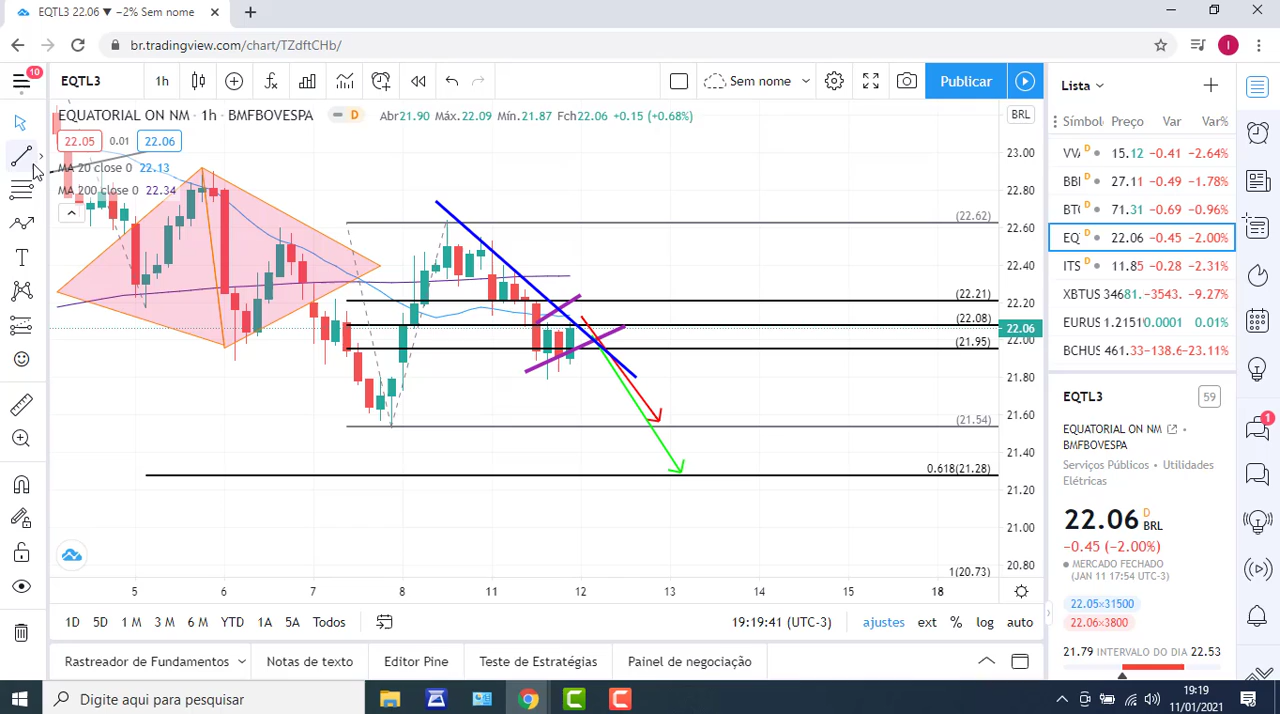 EQTL3 22.06 ▼ −2% Sem nome
br.tradingview.com/chart/TZdftCHb/
10
EQTL3
1h
Sem nome
Publicar
EQUATORIAL ON NM · 1h · BMFBOVESPA
D
Abr21.90 Máx.22.09 Mín.21.87 Fch22.06 +0.15 (+0.68%)
22.05
0.01
22.06
MA 20 close 0 22.13
MA 200 close 0 22.34
BRL
23.00
22.80
22.60
22.40
22.20
22.06
22.00
21.80
21.60
21.40
21.20
21.00
20.80
(22.62)
(22.21)
(22.08)
(21.95)
(21.54)
0.618(21.28)
1(20.73)
5 6 7 8 11 12 13 14 15 18
1D 5D 1 M 3 M 6 M YTD 1A 5A Todos
19:19:41 (UTC-3)
ajustes ext % log auto
Rastreador de Fundamentos
Notas de texto
Editor Pine
Teste de Estratégias
Painel de negociação
Lista
Símbol Preço Var Var%
D 15.12 −0.41 −2.64%
BBI D 27.11 −0.49 −1.78%
D 71.31 −0.69 −0.96%
D 22.06 −0.45 −2.00%
ITS D 11.85 −0.28 −2.31%
XBTUS 34681. −3543. −9.27%
EURUS 1.2151 0.0001 0.01%
BCHUS 461.33 −138.6 −23.11%
EQTL3
59
EQUATORIAL ON NM
BMFBOVESPA
Serviços Públicos • Utilidades
Elétricas
22.06 D BRL
−0.45 (−2.00%)
MERCADO FECHADO
(JAN 11 17:54 UTC-3)
22.05×31500
22.06×3800
21.79 INTERVALO DO DIA 22.53
1
Digite aqui para pesquisar
19:19
11/01/2021